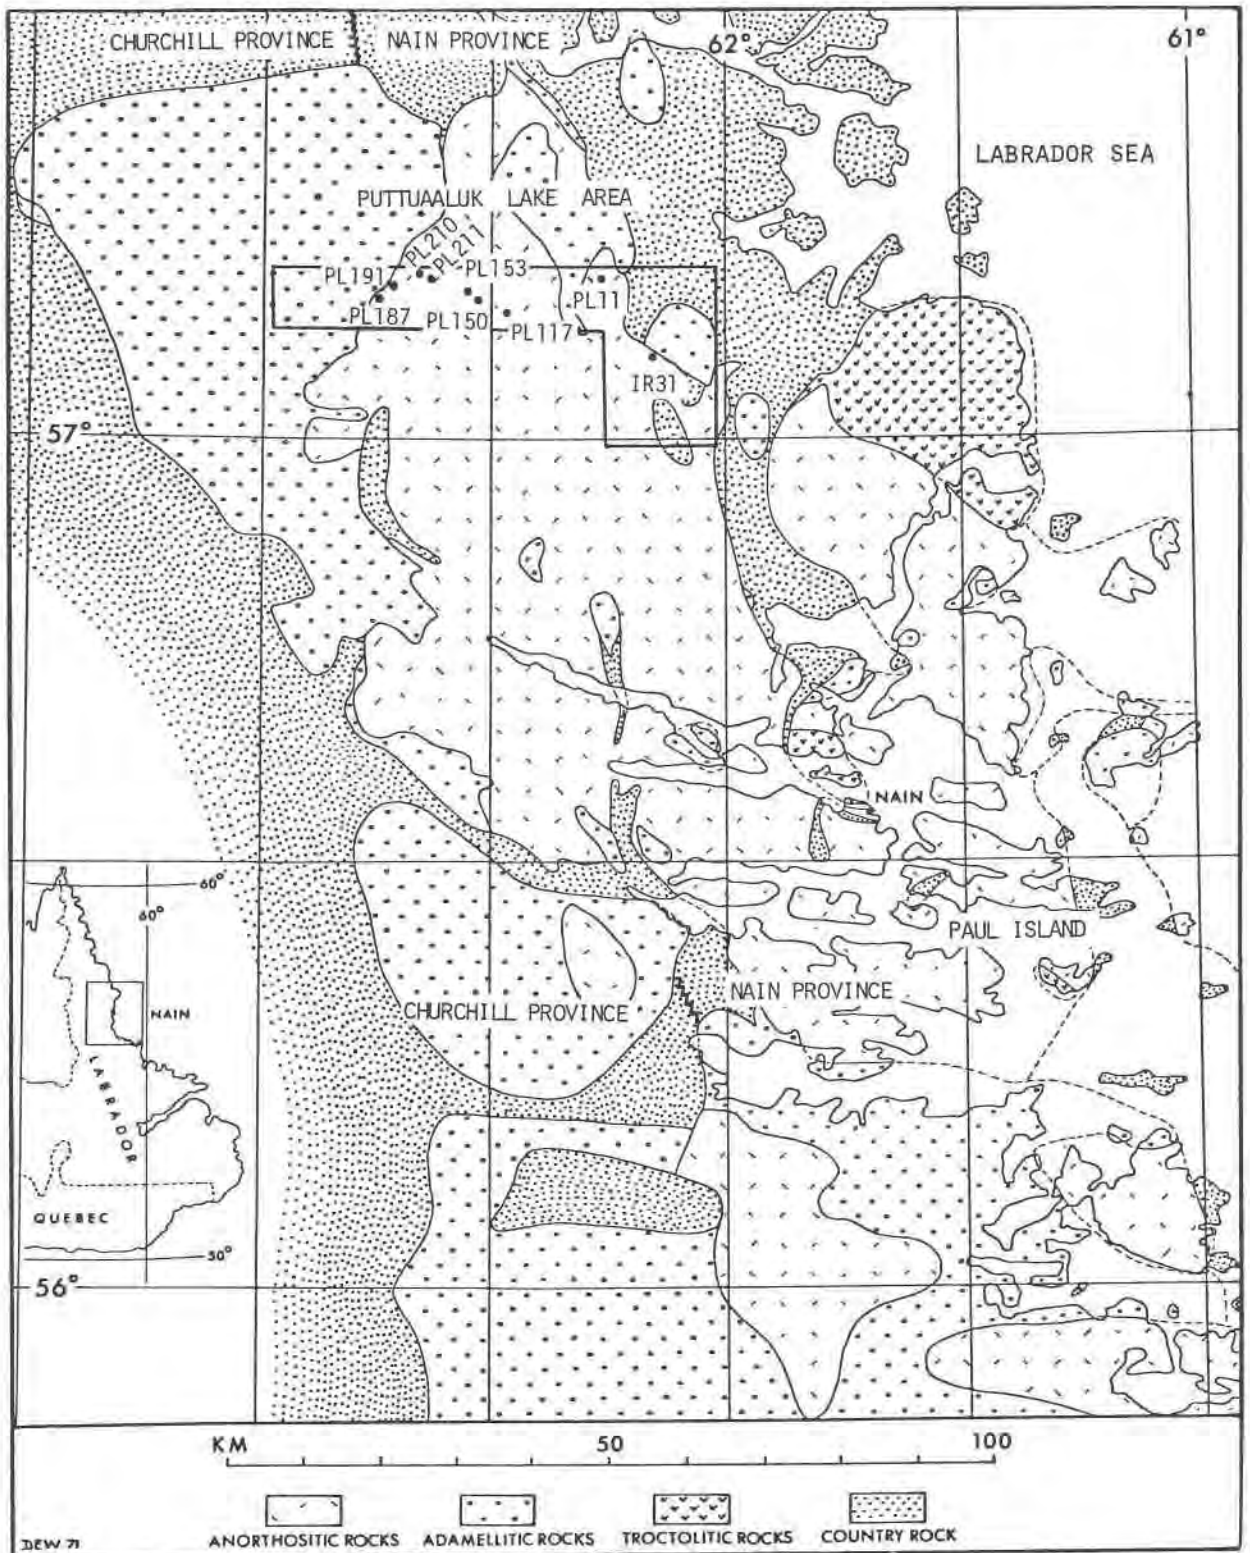 CHURCHILL PROVINCE
NAIN PROVINCE
62°
61°
LABRADOR SEA
PUTTUAALUK LAKE AREA
PL210
PL211
PL191
PL153
PL187
PL150
PL11
PL117
IR31
57°
NAIN
60°
60°
PAUL ISLAND
NAIN PROVINCE
CHURCHILL PROVINCE
NAIN
LABRADOR
QUEBEC
50°
56°
KM 50 100
ANORTHOSITIC ROCKS
ADAMELLITIC ROCKS
TROCTOLITIC ROCKS
COUNTRY ROCK
DEW 71